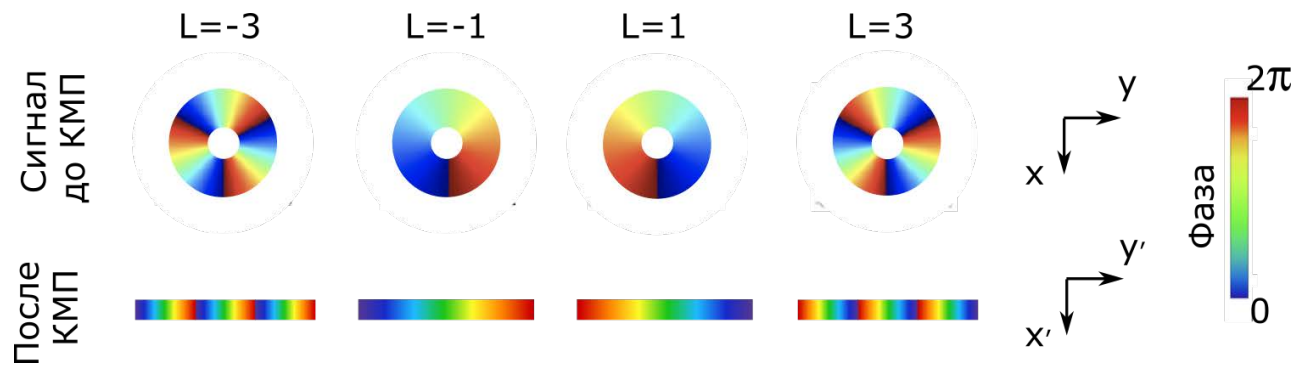 L=-3 L=-1 L=1 L=3
Сигнал
до КМП
y
x
2π
Фаза
0
После
КМП
y′
x′